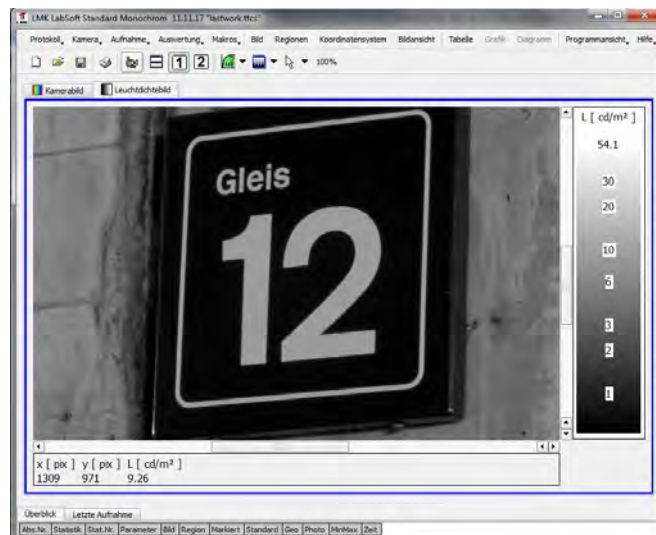 LMK LabSoft Standard Monochrom 11.11.17 "lastwork.ttcs"
Protokoll, Kamera, Aufnahme, Auswertung, Makros, Bild Regionen Koordinatensystem Bildansicht Tabelle Grafik Diagramm Programmansicht, Hilfe,
1 2 100%
Kamerabild Leuchtdichtebild
L [ cd/m² ]
54.1
30
20
10
6
3
2
1
Gleis
12
x [ pix ] y [ pix ] L [ cd/m² ]
1309 971 9.26
Überblick Letzte Aufnahme
Abs.Nr. Statistik Stat.Nr. Parameter Bild Region Markiert Standard Geo Photo MinMax Zeit